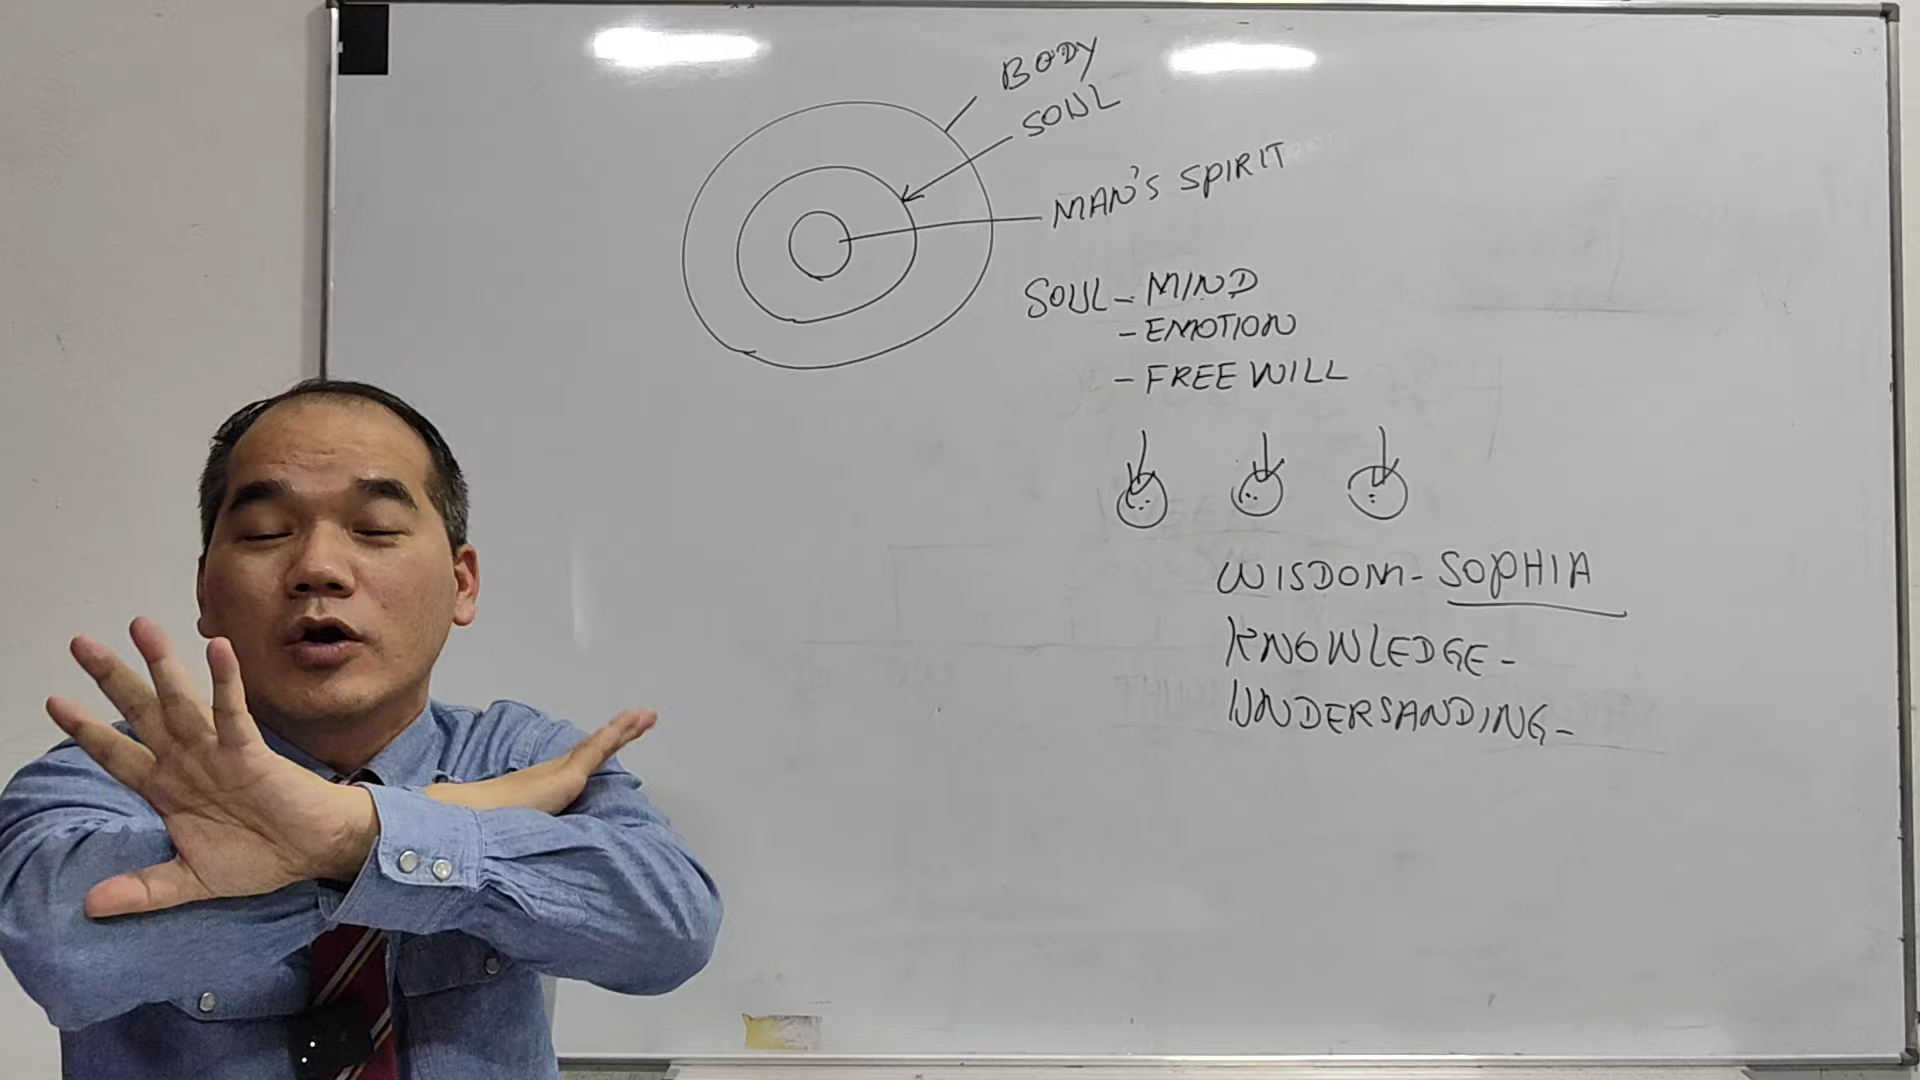 BODY
SOUL
MAN'S SPIRIT
SOUL - MIND
- EMOTION
- FREE WILL
WISDOM - SOPHIA
KNOWLEDGE -
UNDERSANDING -